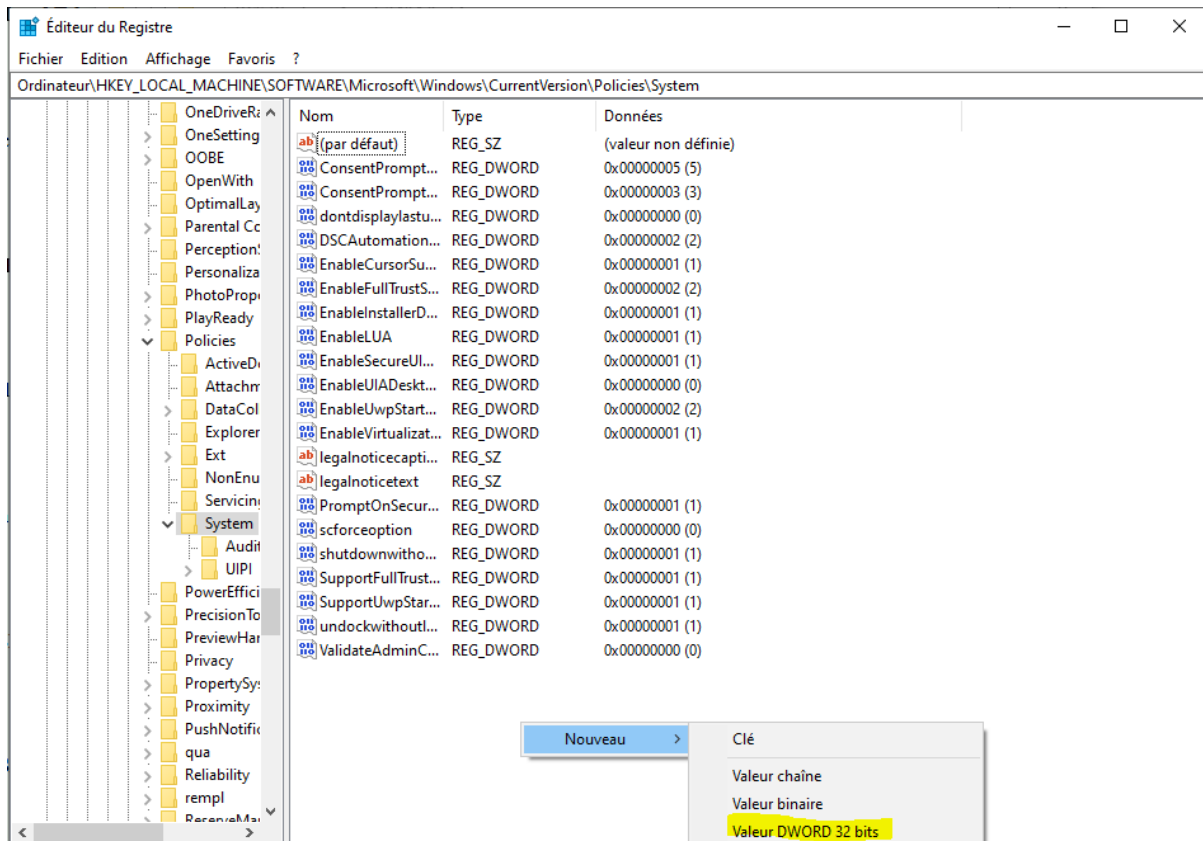 Éditeur du Registre
Fichier Edition Affichage Favoris ?
Ordinateur\HKEY_LOCAL_MACHINE\SOFTWARE\Microsoft\Windows\CurrentVersion\Policies\System
OneDriveRa
OneSetting
OOBE
OpenWith
OptimalLay
Parental Co
Perception
Personaliza
PhotoPrope
PlayReady
Policies
ActiveDe
Attachm
DataCol
Explorer
Ext
NonEnu
Servicing
System
Audit
UIPI
PowerEffici
PrecisionTo
PreviewHan
Privacy
PropertySys
Proximity
PushNotific
qua
Reliability
rempl
ReserveMan
Nom Type Données
(par défaut) REG_SZ (valeur non définie)
ConsentPrompt... REG_DWORD 0x00000005 (5)
ConsentPrompt... REG_DWORD 0x00000003 (3)
dontdisplaylastu... REG_DWORD 0x00000000 (0)
DSCAutomation... REG_DWORD 0x00000002 (2)
EnableCursorSu... REG_DWORD 0x00000001 (1)
EnableFullTrustS... REG_DWORD 0x00000002 (2)
EnableInstallerD... REG_DWORD 0x00000001 (1)
EnableLUA REG_DWORD 0x00000001 (1)
EnableSecureUI... REG_DWORD 0x00000001 (1)
EnableUIADeskt... REG_DWORD 0x00000000 (0)
EnableUwpStart... REG_DWORD 0x00000002 (2)
EnableVirtualizat... REG_DWORD 0x00000001 (1)
legalnoticecapti... REG_SZ
legalnoticetext REG_SZ
PromptOnSecur... REG_DWORD 0x00000001 (1)
scforceoption REG_DWORD 0x00000000 (0)
shutdownwitho... REG_DWORD 0x00000001 (1)
SupportFullTrust... REG_DWORD 0x00000001 (1)
SupportUwpStar... REG_DWORD 0x00000001 (1)
undockwithoutl... REG_DWORD 0x00000001 (1)
ValidateAdminC... REG_DWORD 0x00000000 (0)
Nouveau
Clé
Valeur chaîne
Valeur binaire
Valeur DWORD 32 bits